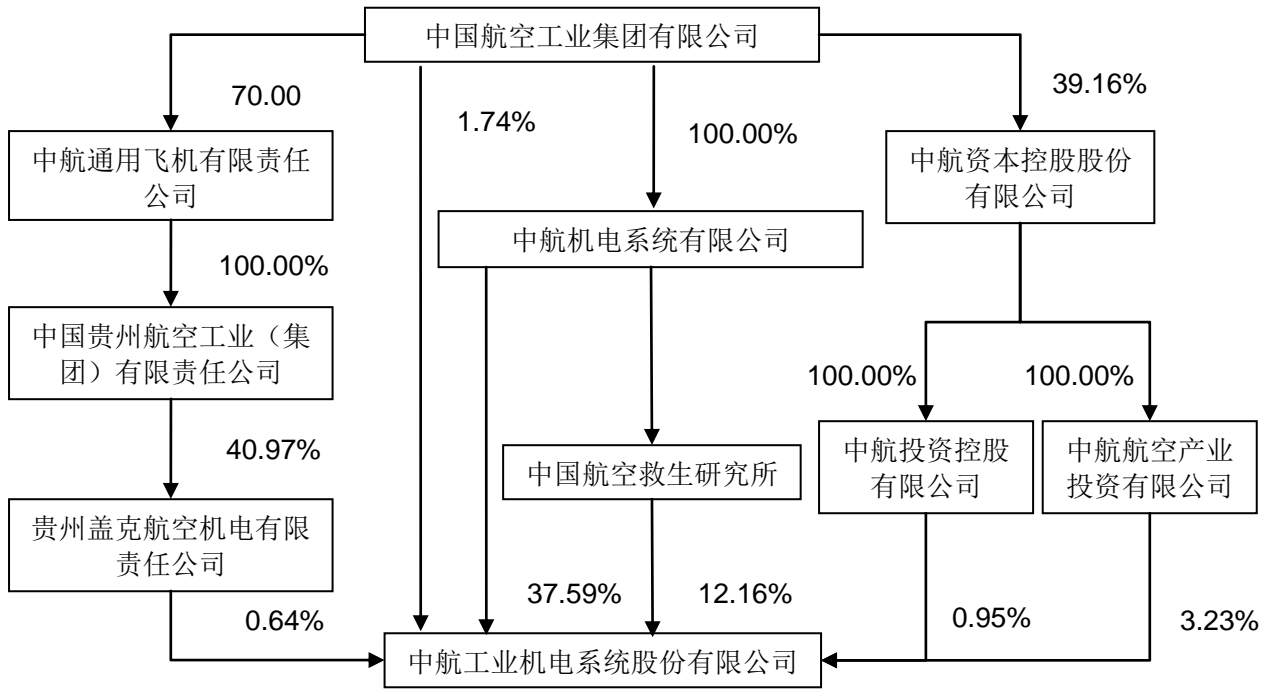 中国航空工业集团有限公司
70.00
1.74%
100.00%
39.16%
中航通用飞机有限责任
公司
中航资本控股股份
有限公司
中航机电系统有限公司
100.00%
中国贵州航空工业（集
团）有限责任公司
100.00%
100.00%
40.97%
中国航空救生研究所
中航投资控股
有限公司
中航航空产业
投资有限公司
贵州盖克航空机电有限
责任公司
0.64%
37.59%
12.16%
0.95%
3.23%
中航工业机电系统股份有限公司